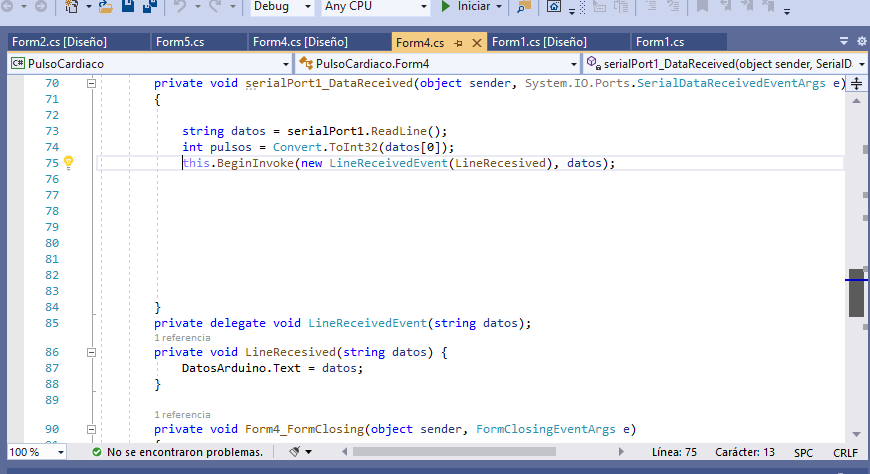 Debug Any CPU Iniciar
Form2.cs [Diseño] Form5.cs Form4.cs [Diseño] Form4.cs Form1.cs [Diseño] Form1.cs
C# PulsoCardiaco PulsoCardiaco.Form4 serialPort1_DataReceived(object sender, SerialD
70 private void serialPort1_DataReceived(object sender, System.IO.Ports.SerialDataReceivedEventArgs e)
71 {
72
73 string datos = serialPort1.ReadLine();
74 int pulsos = Convert.ToInt32(datos[0]);
75 this.BeginInvoke(new LineReceivedEvent(LineRecesived), datos);
76
77
78
79
80
81
82
83
84 }
85 private delegate void LineReceivedEvent(string datos);
1 referencia
86 private void LineRecesived(string datos) {
87 DatosArduino.Text = datos;
88 }
89
1 referencia
90 private void Form4_FormClosing(object sender, FormClosingEventArgs e)
100 % No se encontraron problemas. Línea: 75 Carácter: 13 SPC CRLF